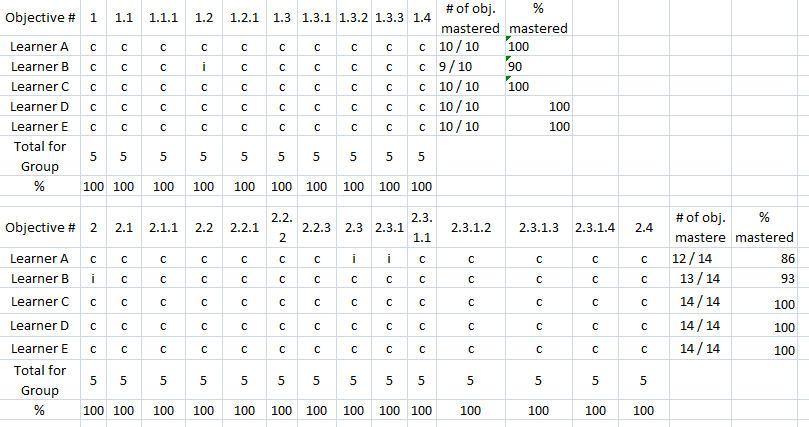 Objective # 1 1.1 1.1.1 1.2 1.2.1 1.3 1.3.1 1.3.2 1.3.3 1.4 # of obj. mastered % mastered
Learner A c c c c c c c c c c 10 / 10 100
Learner B c c c i c c c c c c 9 / 10 90
Learner C c c c c c c c c c c 10 / 10 100
Learner D c c c c c c c c c c 10 / 10 100
Learner E c c c c c c c c c c 10 / 10 100
Total for Group 5 5 5 5 5 5 5 5 5 5
% 100 100 100 100 100 100 100 100 100 100
Objective # 2 2.1 2.1.1 2.2 2.2.1 2.2.2 2.2.3 2.3 2.3.1 2.3.1.1 2.3.1.2 2.3.1.3 2.3.1.4 2.4 # of obj. mastere % mastered
Learner A c c c c c c c i i c c c c c 12 / 14 86
Learner B i c c c c c c c c c c c c c 13 / 14 93
Learner C c c c c c c c c c c c c c c 14 / 14 100
Learner D c c c c c c c c c c c c c c 14 / 14 100
Learner E c c c c c c c c c c c c c c 14 / 14 100
Total for Group 5 5 5 5 5 5 5 5 5 5 5 5 5 5
% 100 100 100 100 100 100 100 100 100 100 100 100 100 100